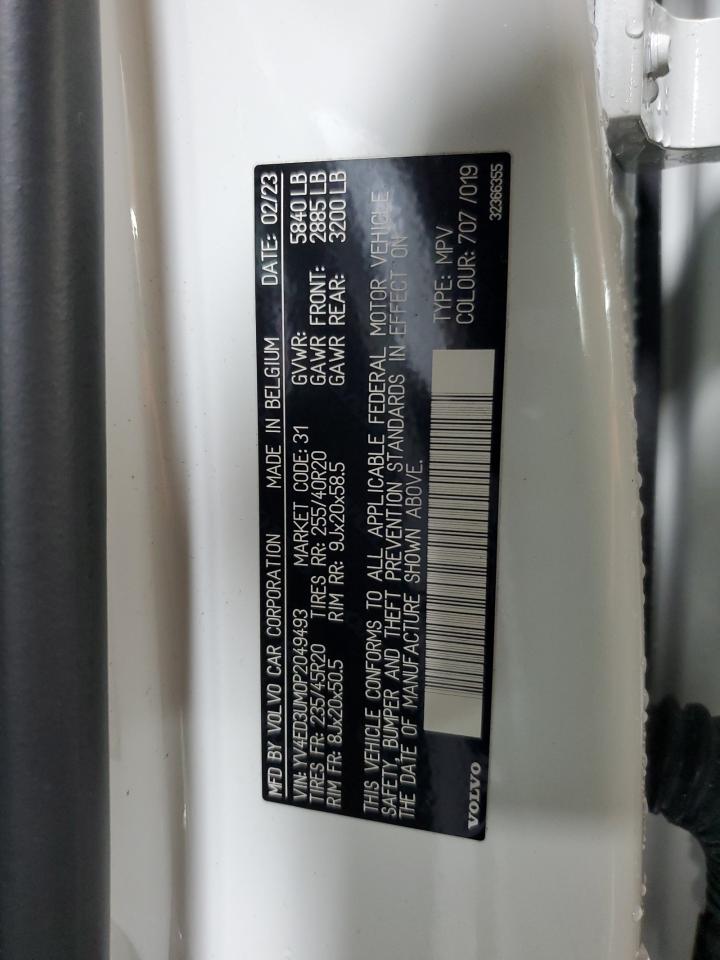 MFD BY VOLVO CAR CORPORATION MADE IN BELGIUM DATE: 02/23
VIN: YV4ED3UM0P2049493 MARKET CODE: 31 GVWR: 5840 LB
TIRES FR: 235/45R20 TIRES RR: 255/40R20 GAWR FRONT: 2885 LB
RIM FR: 8Jx20x50.5 RIM RR: 9Jx20x58.5 GAWR REAR: 3200 LB
THIS VEHICLE CONFORMS TO ALL APPLICABLE FEDERAL MOTOR VEHICLE
SAFETY, BUMPER AND THEFT PREVENTION STANDARDS IN EFFECT ON
THE DATE OF MANUFACTURE SHOWN ABOVE.
TYPE: MPV
COLOUR: 707 /019
VOLVO
32366355